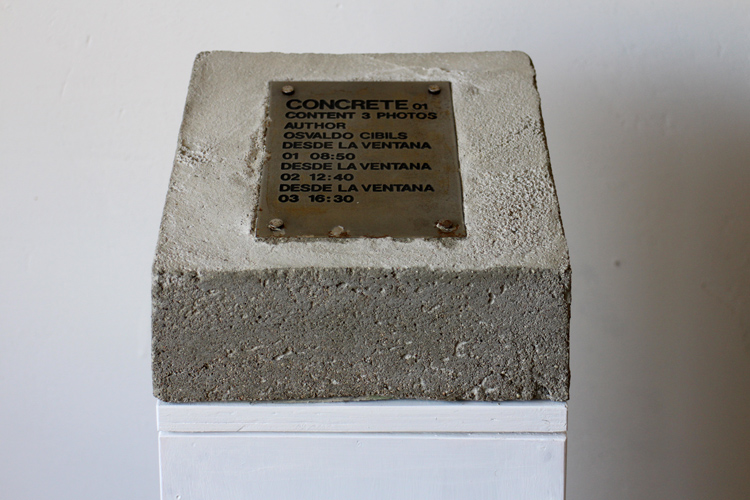 CONCRETE 01
CONTENT 3 PHOTOS
AUTHOR
OSVALDO CIBILS
DESDE LA VENTANA
01 08:50
DESDE LA VENTANA
02 12:40
DESDE LA VENTANA
03 16:30